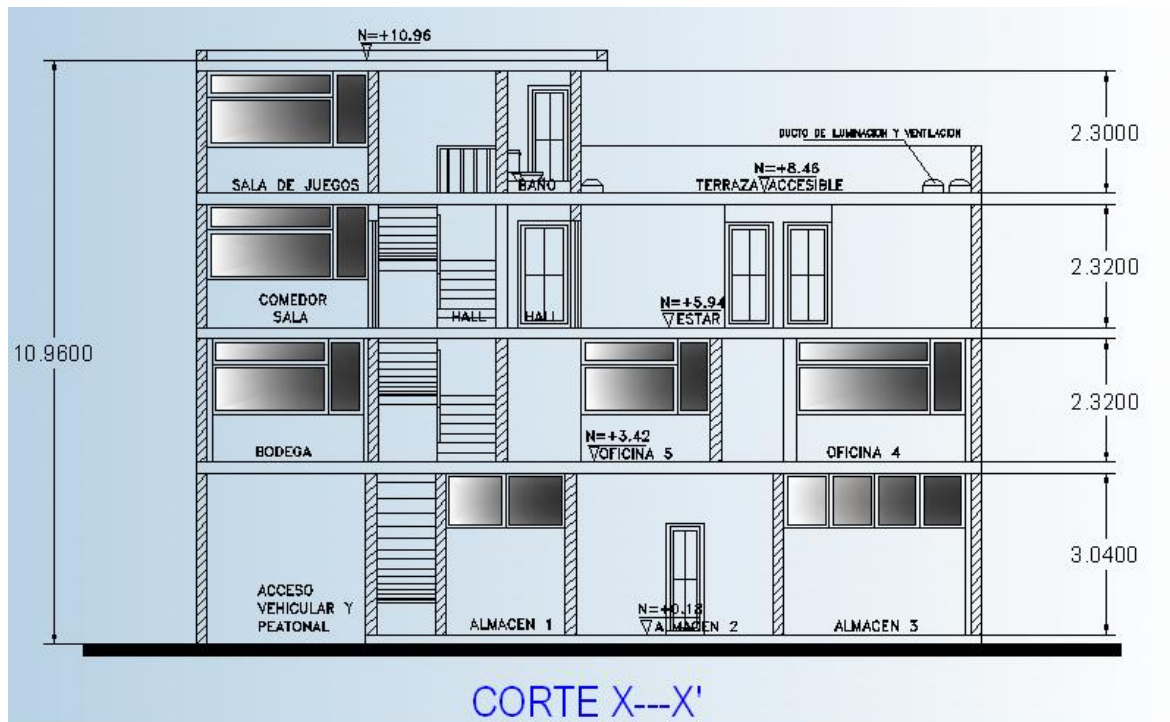 N=+10.96
2.3000
DUCTO DE ILUMINACION Y VENTILACION
N=+8.46
SALA DE JUEGOS
BAÑO
TERRAZA ACCESIBLE
2.3200
COMEDOR
SALA
HALL
HALL
N=+5.94
ESTAR
10.9600
2.3200
N=+3.42
BODEGA
OFICINA 5
OFICINA 4
3.0400
ACCESO
VEHICULAR Y
PEATONAL
ALMACEN 1
N=+0.18
ALMACEN 2
ALMACEN 3
CORTE X---X'